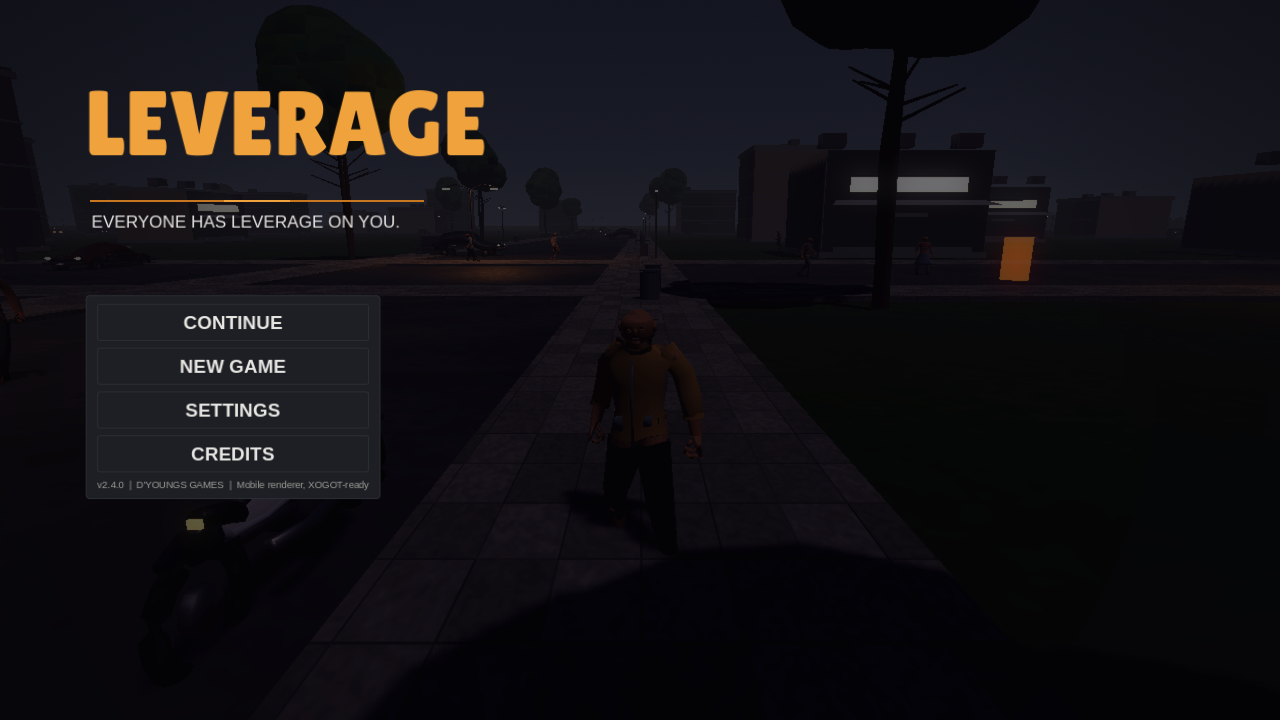 LEVERAGE
EVERYONE HAS LEVERAGE ON YOU.
CONTINUE
NEW GAME
SETTINGS
CREDITS
v2.4.0 | D'YOUNGS GAMES | Mobile renderer, XOGOT-ready